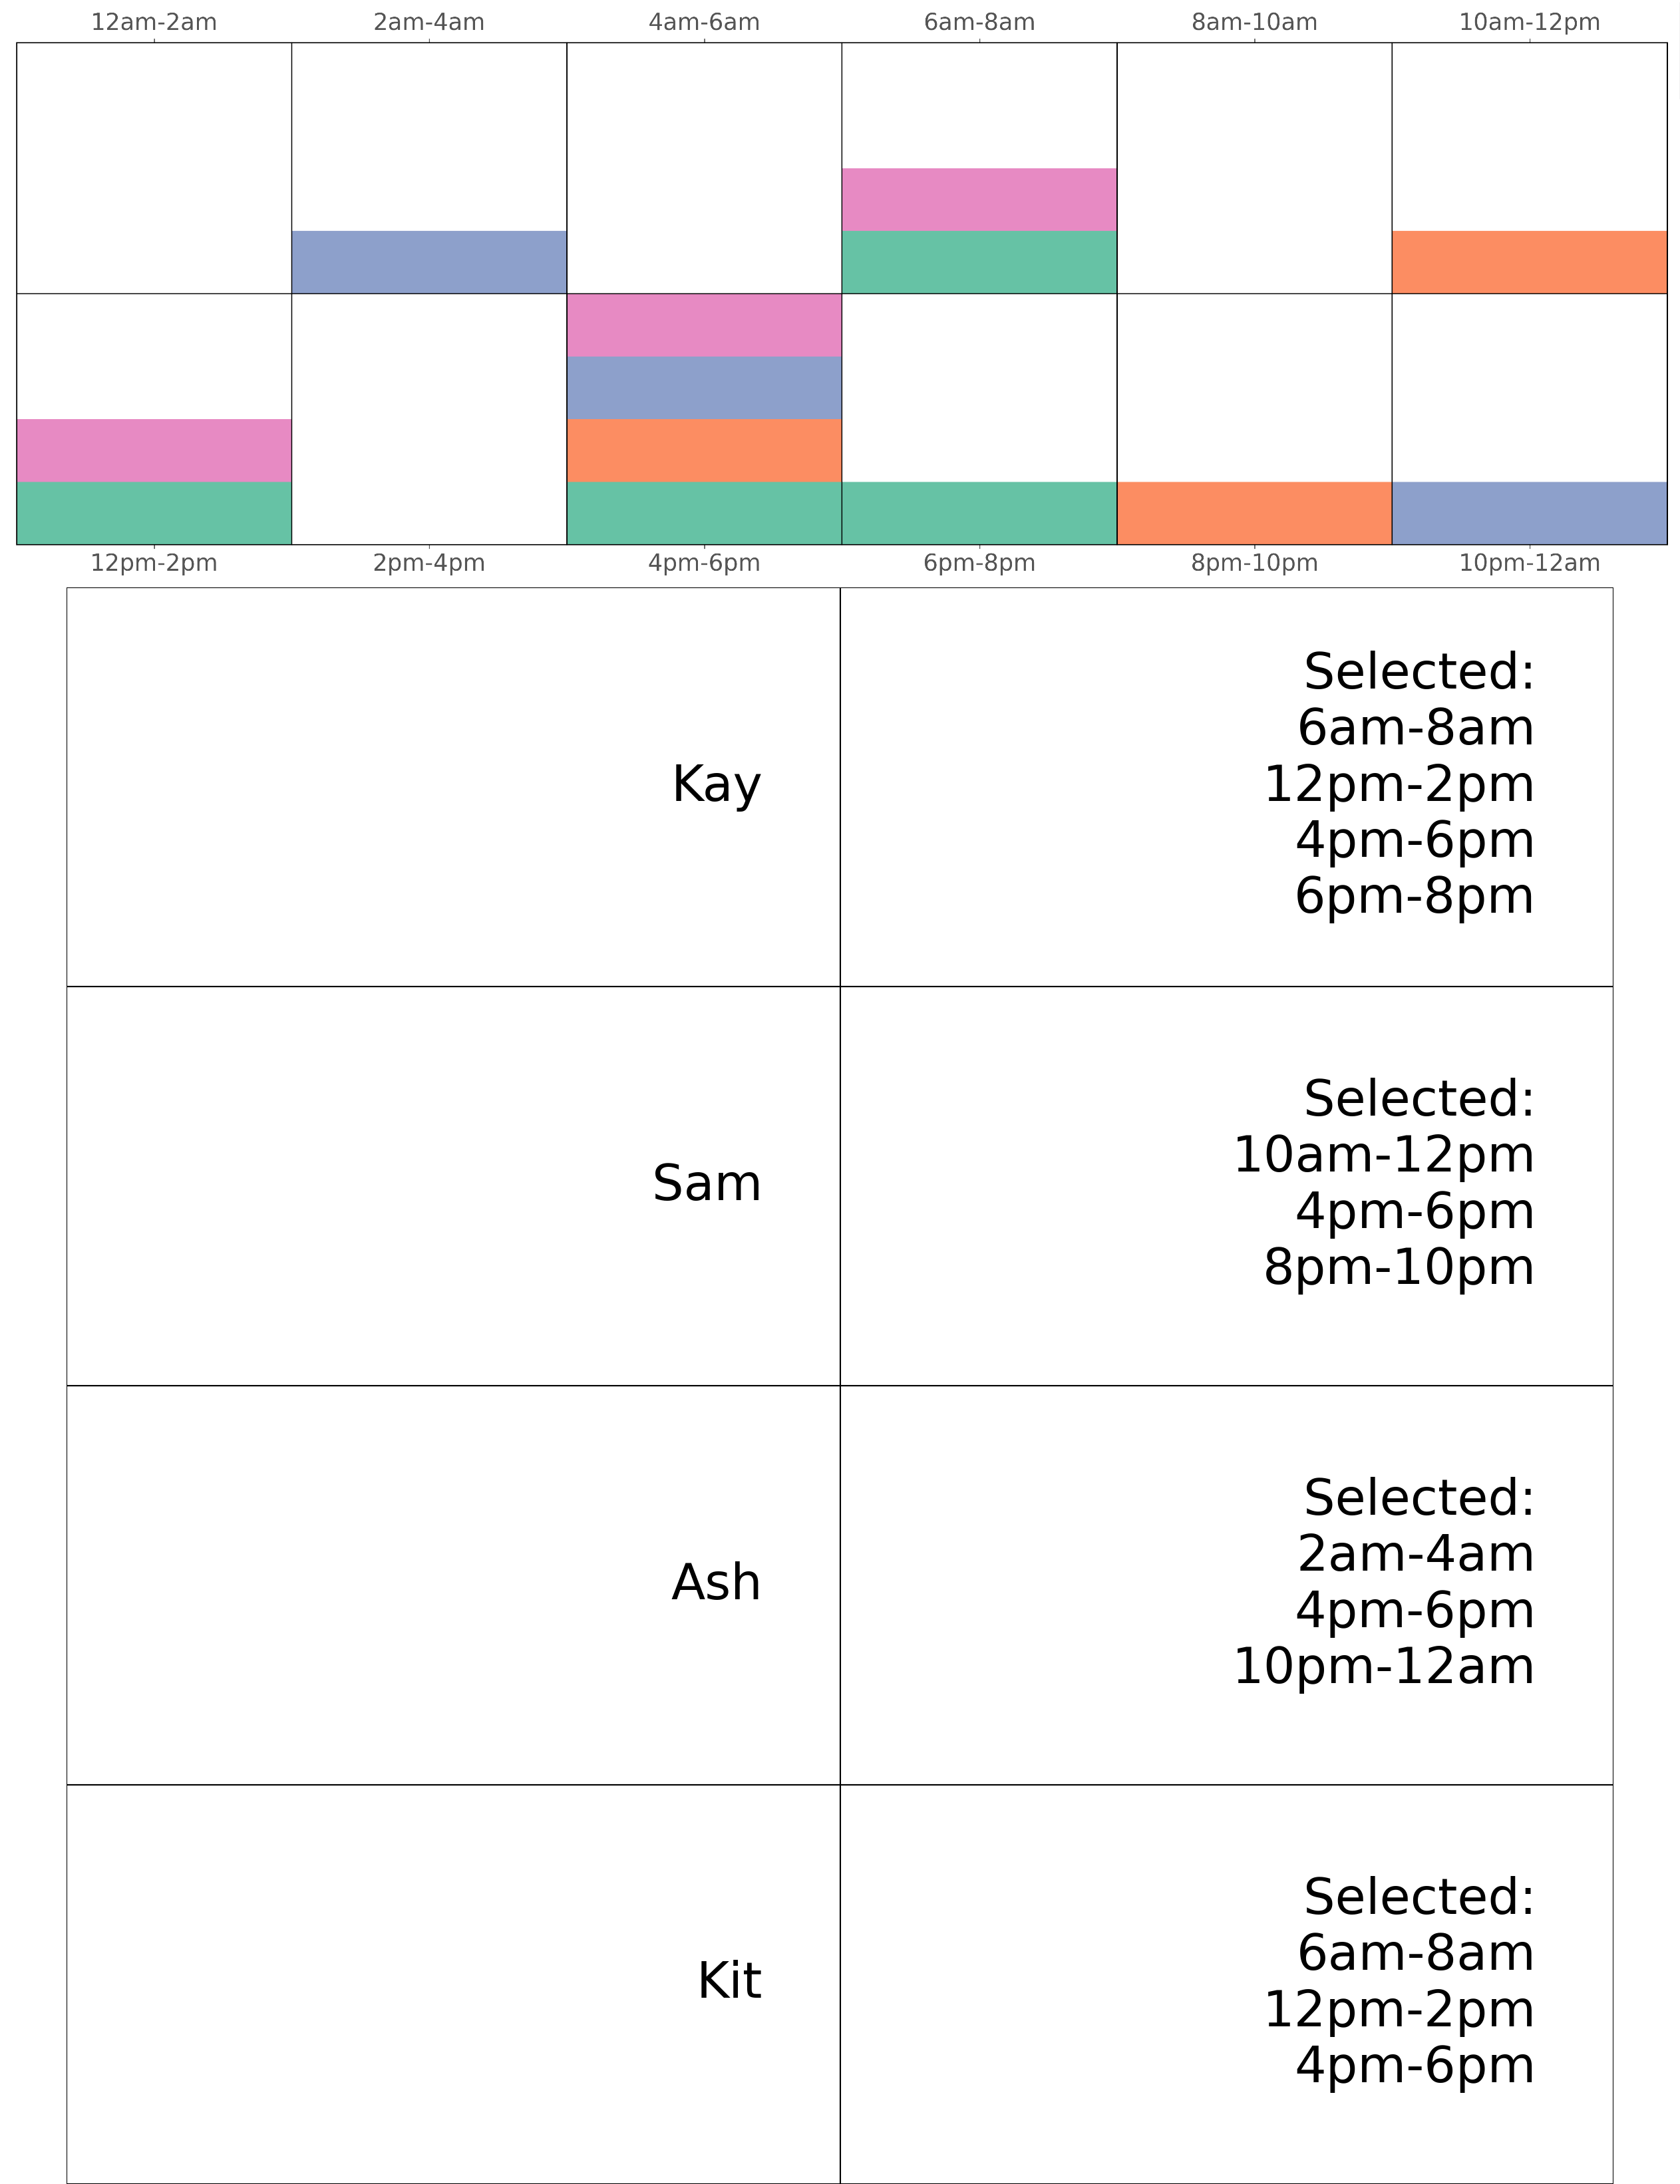 12am-2am 2am-4am 4am-6am 6am-8am 8am-10am 10am-12pm
12pm-2pm 2pm-4pm 4pm-6pm 6pm-8pm 8pm-10pm 10pm-12am
Kay
Selected:
6am-8am
12pm-2pm
4pm-6pm
6pm-8pm
Sam
Selected:
10am-12pm
4pm-6pm
8pm-10pm
Ash
Selected:
2am-4am
4pm-6pm
10pm-12am
Kit
Selected:
6am-8am
12pm-2pm
4pm-6pm